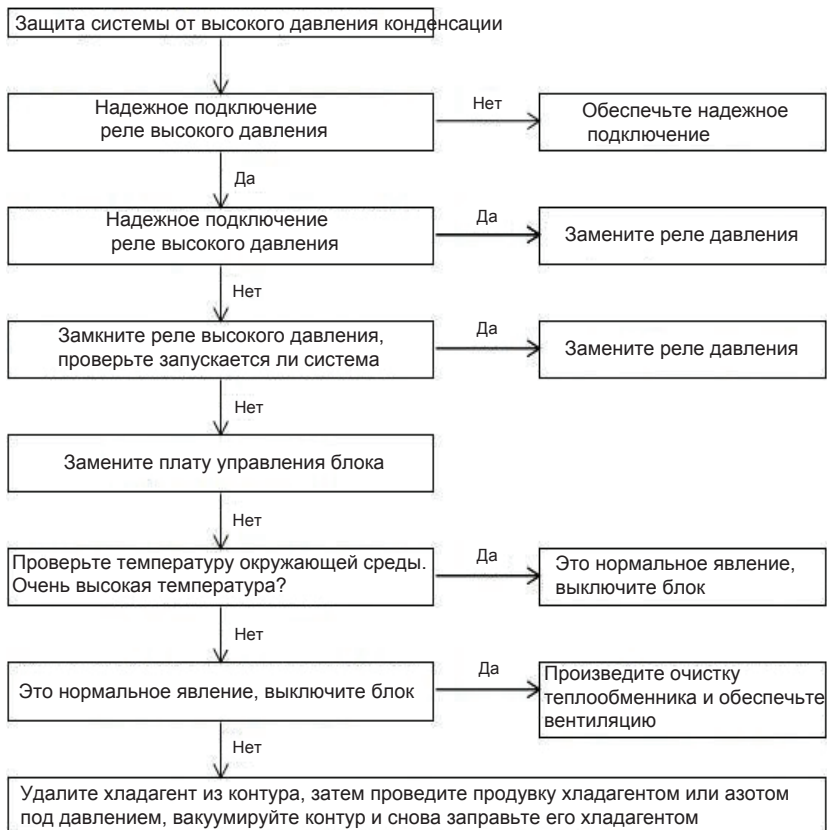 Защита системы от высокого давления конденсации
Надежное подключение
реле высокого давления
Нет
Обеспечьте надежное
подключение
Да
Надежное подключение
реле высокого давления
Да
Замените реле давления
Нет
Замкните реле высокого давления,
проверьте запускается ли система
Да
Замените реле давления
Нет
Замените плату управления блока
Нет
Проверьте температуру окружающей среды.
Очень высокая температура?
Да
Это нормальное явление,
выключите блок
Нет
Это нормальное явление, выключите блок
Да
Произведите очистку
теплообменника и обеспечьте
вентиляцию
Нет
Удалите хладагент из контура, затем проведите продувку хладагентом или азотом
под давлением, вакуумируйте контур и снова заправьте его хладагентом